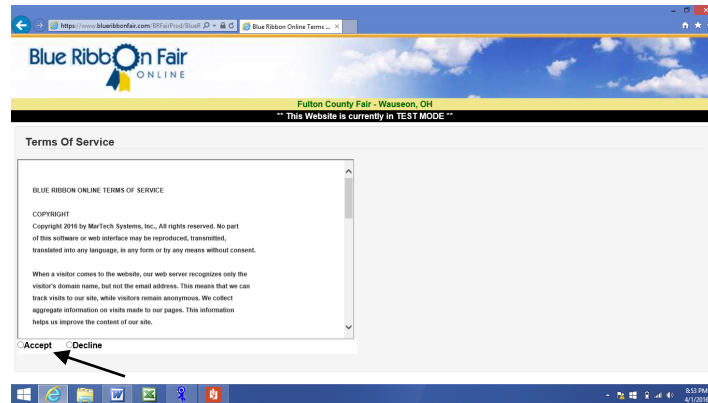 https://www.blueribbonfair.com/BRFairProd/BlueR
Blue Ribbon Online Terms ...
Blue Ribbon Fair
ONLINE
Fulton County Fair - Wauseon, OH
** This Website is currently in TEST MODE **
Terms Of Service
BLUE RIBBON ONLINE TERMS OF SERVICE
COPYRIGHT
Copyright 2016 by MarTech Systems, Inc., All rights reserved. No part
of this software or web interface may be reproduced, transmitted,
translated into any language, in any form or by any means without consent.
When a visitor comes to the website, our web server recognizes only the
visitor's domain name, but not the email address. This means that we can
track visits to our site, while visitors remain anonymous. We collect
aggregate information on visits made to our pages. This information
helps us improve the content of our site.
Accept Decline
8:53 PM
4/1/2016